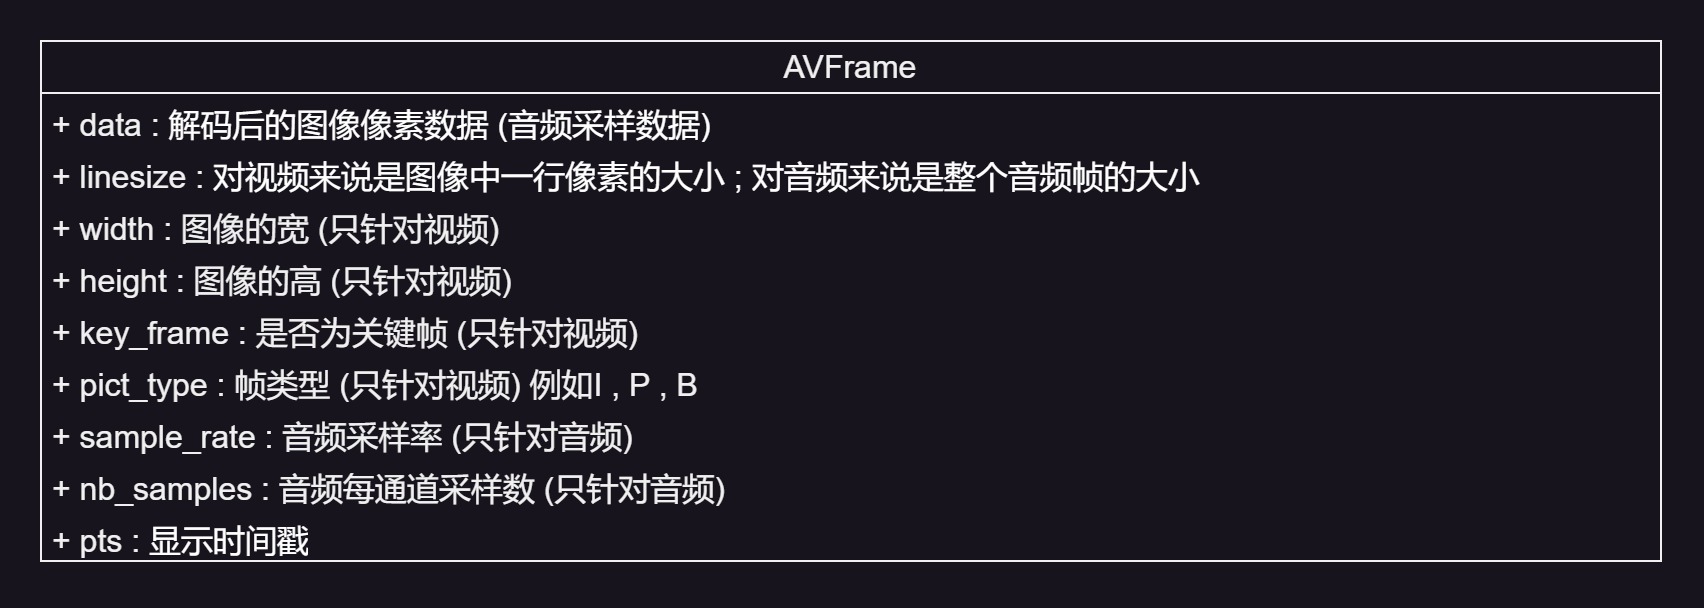 AVFrame
+ data : 解码后的图像像素数据 (音频采样数据)
+ linesize : 对视频来说是图像中一行像素的大小 ; 对音频来说是整个音频帧的大小
+ width : 图像的宽 (只针对视频)
+ height : 图像的高 (只针对视频)
+ key_frame : 是否为关键帧 (只针对视频)
+ pict_type : 帧类型 (只针对视频) 例如I , P , B
+ sample_rate : 音频采样率 (只针对音频)
+ nb_samples : 音频每通道采样数 (只针对音频)
+ pts : 显示时间戳